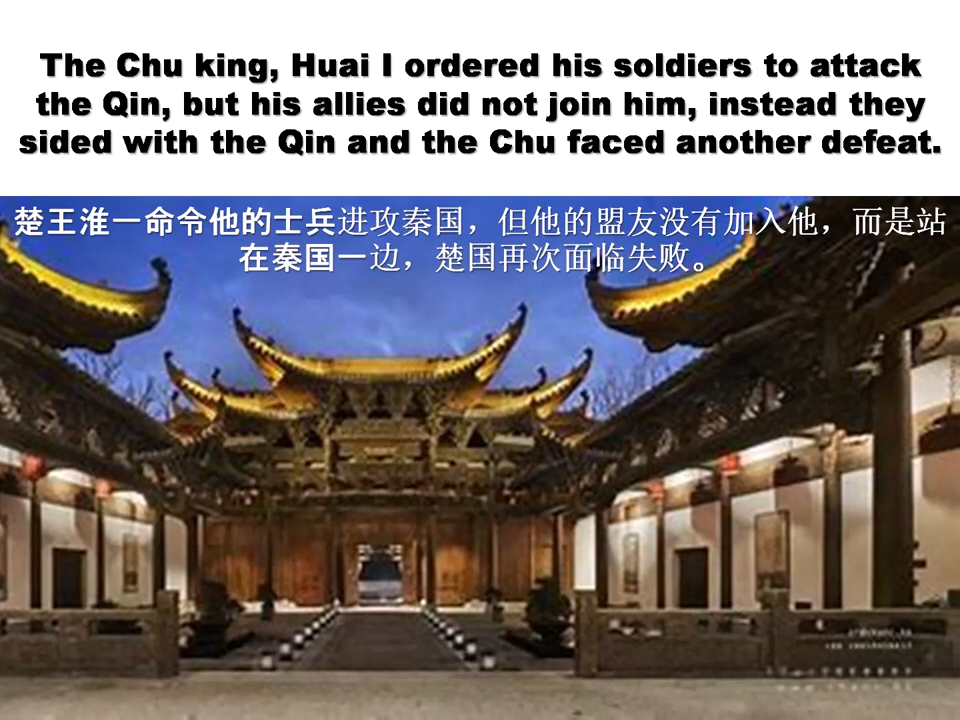 The Chu king, Huai I ordered his soldiers to attack
the Qin, but his allies did not join him, instead they
sided with the Qin and the Chu faced another defeat.
楚王淮一命令他的士兵进攻秦国，但他的盟友没有加入他，而是站
在秦国一边，楚国再次面临失败。